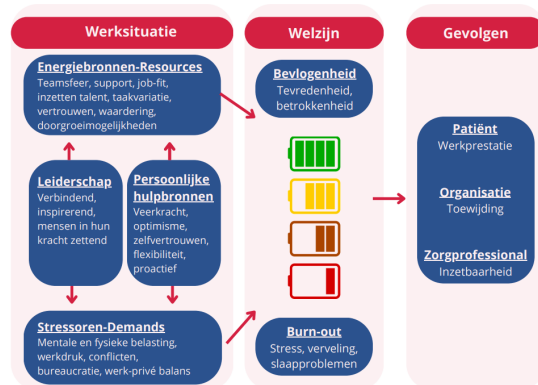 Werksituatie
Energiebronnen-Resources
Teamsfeer, support, job-fit,
inzetten talent, taakvariatie,
vertrouwen, waardering,
doorgroeimogelijkheden
Leiderschap
Verbindend,
inspirerend,
mensen in hun
kracht zettend
Persoonlijke
hulpbronnen
Veerkracht,
optimisme,
zelfvertrouwen,
flexibiliteit,
proactief
Stressoren-Demands
Mentale en fysieke belasting,
werkdruk, conflicten,
bureaucratie, werk-privé balans
Welzijn
Bevlogenheid
Tevredenheid,
betrokkenheid
Burn-out
Stress, verveling,
slaapproblemen
Gevolgen
Patiënt
Werkprestatie
Organisatie
Toewijding
Zorgprofessional
Inzetbaarheid